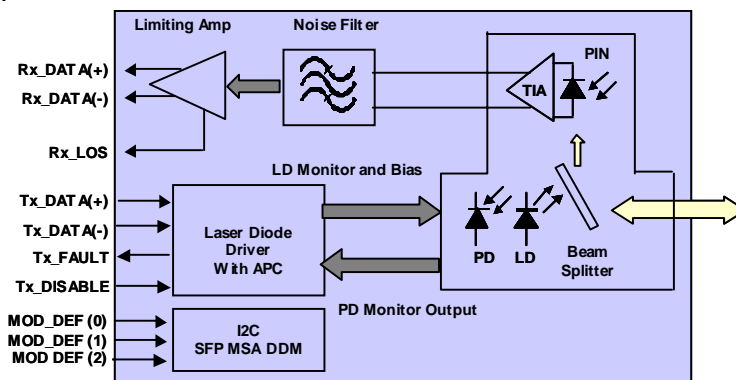 Limiting Amp
Noise Filter
Rx_DATA(+)
Rx_DATA(-)
Rx_LOS
PIN
TIA
LD Monitor and Bias
Tx_DATA(+)
Tx_DATA(-)
Tx_FAULT
Tx_DISABLE
Laser Diode
Driver
With APC
PD
LD
Beam
Splitter
PD Monitor Output
MOD_DEF(0)
MOD_DEF(1)
MOD DEF(2)
I2C
SFP MSA DDM